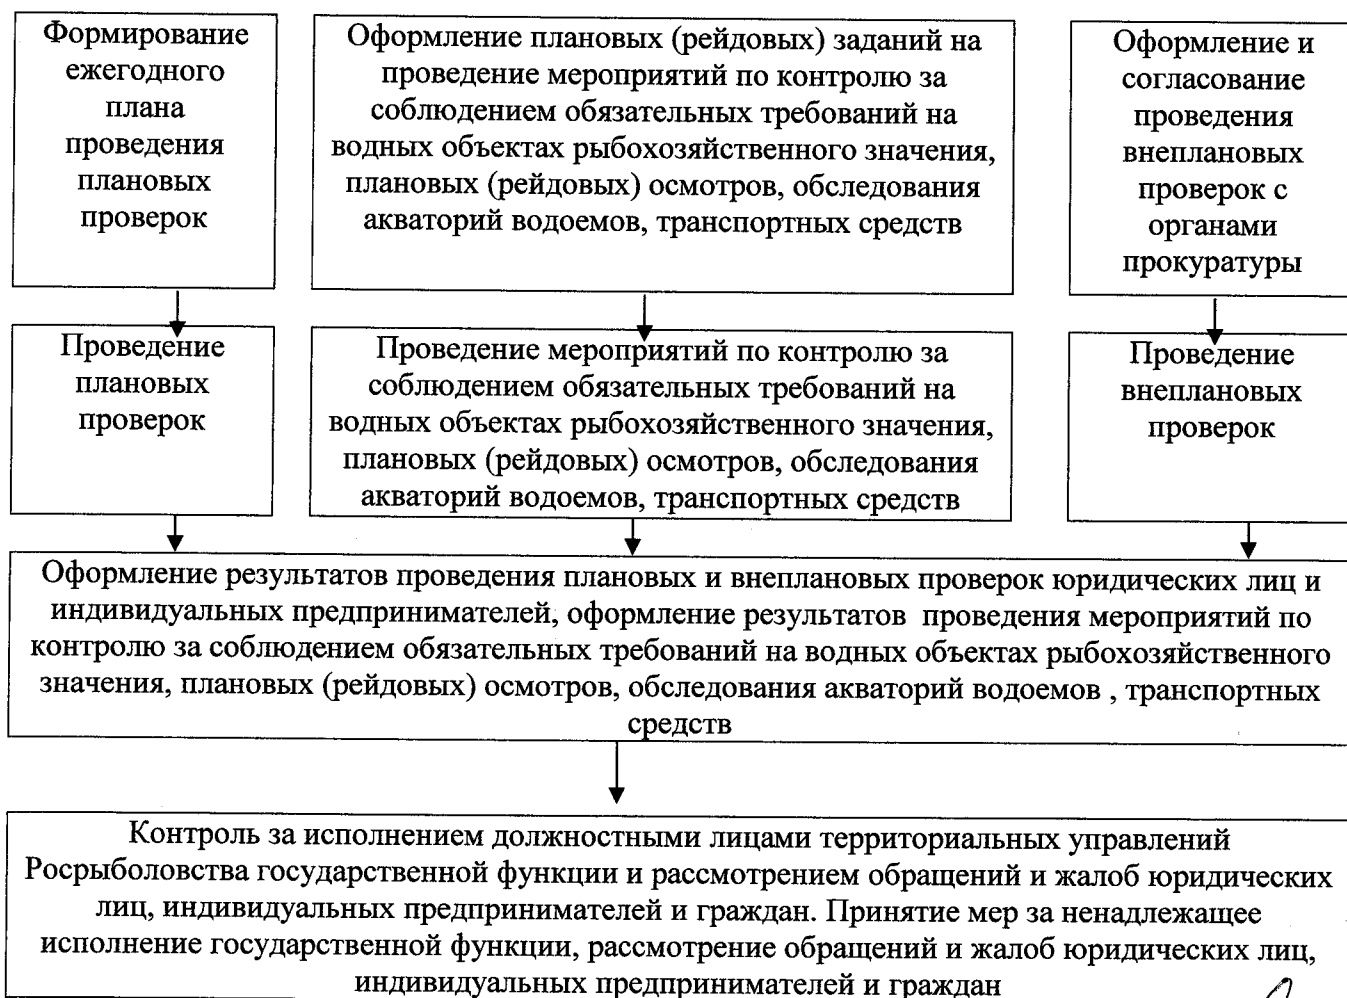 Формирование
ежегодного
плана
проведения
плановых
проверок
Оформление плановых (рейдовых) заданий на
проведение мероприятий по контролю за
соблюдением обязательных требований на
водных объектах рыбохозяйственного значения,
плановых (рейдовых) осмотров, обследования
акваторий водоемов, транспортных средств
Оформление и
согласование
проведения
внеплановых
проверок с
органами
прокуратуры
Проведение
плановых
проверок
Проведение мероприятий по контролю за
соблюдением обязательных требований на
водных объектах рыбохозяйственного значения,
плановых (рейдовых) осмотров, обследования
акваторий водоемов, транспортных средств
Проведение
внеплановых
проверок
Оформление результатов проведения плановых и внеплановых проверок юридических лиц и
индивидуальных предпринимателей, оформление результатов проведения мероприятий по
контролю за соблюдением обязательных требований на водных объектах рыбохозяйственного
значения, плановых (рейдовых) осмотров, обследования акваторий водоемов , транспортных
средств
Контроль за исполнением должностными лицами территориальных управлений
Росрыболовства государственной функции и рассмотрением обращений и жалоб юридических
лиц, индивидуальных предпринимателей и граждан. Принятие мер за ненадлежащее
исполнение государственной функции, рассмотрение обращений и жалоб юридических лиц,
индивидуальных предпринимателей и граждан